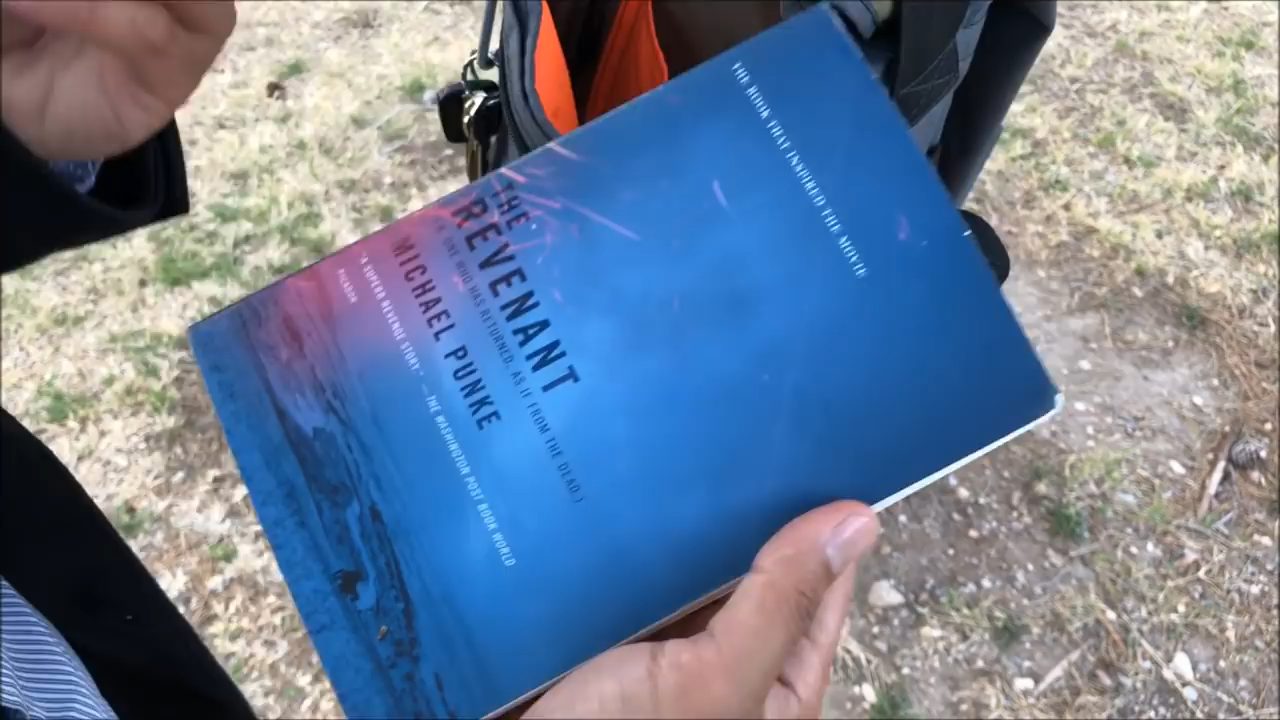 THE BOOK THAT INSPIRED THE MOVIE
THE
REVENANT
ONE WHO HAS RETURNED, AS IF FROM THE DEAD.)
MICHAEL PUNKE
"A SUPERB REVENGE STORY." —THE WASHINGTON POST BOOK WORLD
PICADOR